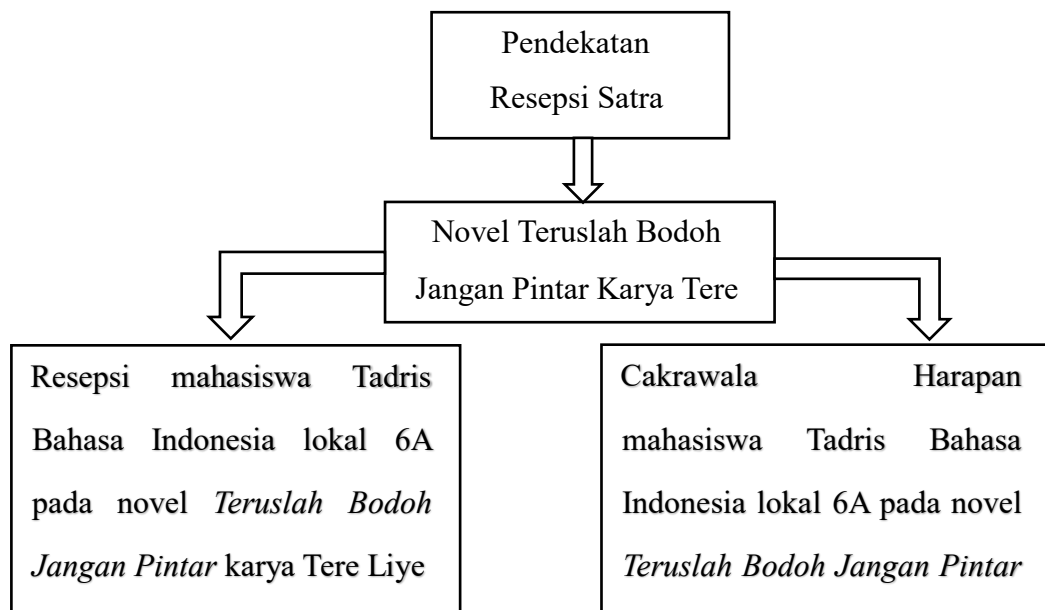 Pendekatan
Resepsi Satra
Novel Teruslah Bodoh
Jangan Pintar Karya Tere
Resepsi mahasiswa Tadris
Bahasa Indonesia lokal 6A
pada novel Teruslah Bodoh
Jangan Pintar karya Tere Liye
Cakrawala Harapan
mahasiswa Tadris Bahasa
Indonesia lokal 6A pada novel
Teruslah Bodoh Jangan Pintar